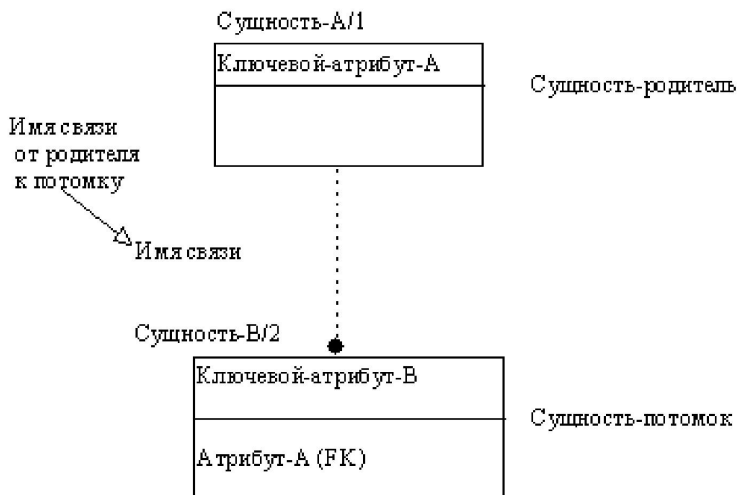 Сущность-А/1
Ключевой-атрибут-А
Сущность-родитель
Имя связи
от родителя
к потомку
Имя связи
Сущность-В/2
Ключевой-атрибут-В
Сущность-потомок
Атрибут-А (FK)